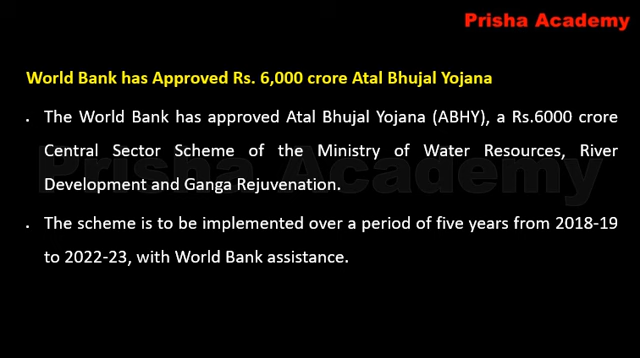 Prisha Academy
World Bank has Approved Rs. 6,000 crore Atal Bhujal Yojana
• The World Bank has approved Atal Bhujal Yojana (ABHY), a Rs.6000 crore
Central Sector Scheme of the Ministry of Water Resources, River
Development and Ganga Rejuvenation.
Prisha Academy
• The scheme is to be implemented over a period of five years from 2018-19
to 2022-23, with World Bank assistance.